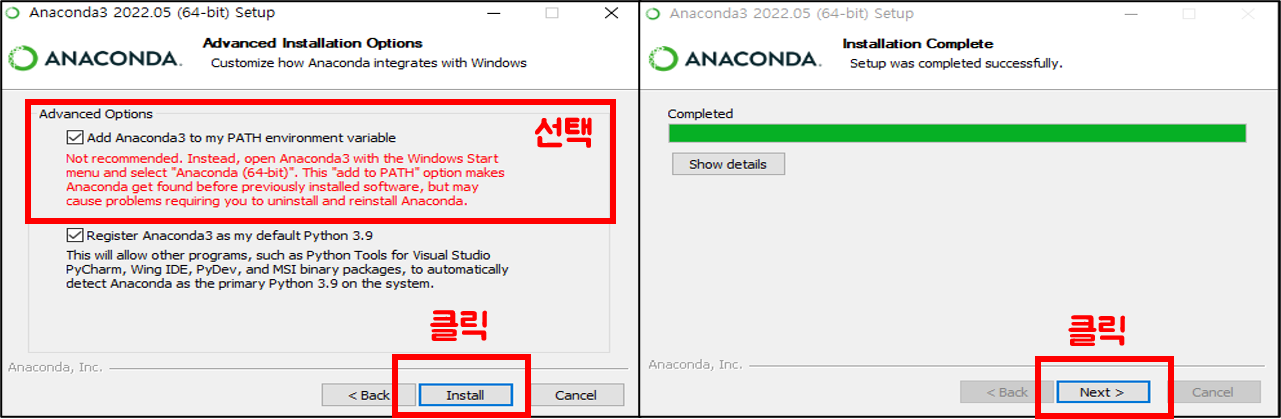 Anaconda3 2022.05 (64-bit) Setup
ANACONDA.
Advanced Installation Options
Customize how Anaconda integrates with Windows
Advanced Options
Add Anaconda3 to my PATH environment variable
선택
Not recommended. Instead, open Anaconda3 with the Windows Start
menu and select "Anaconda (64-bit)". This "add to PATH" option makes
Anaconda get found before previously installed software, but may
cause problems requiring you to uninstall and reinstall Anaconda.
Register Anaconda3 as my default Python 3.9
This will allow other programs, such as Python Tools for Visual Studio
PyCharm, Wing IDE, PyDev, and MSI binary packages, to automatically
detect Anaconda as the primary Python 3.9 on the system.
클릭
Anaconda, Inc.
< Back
Install
Cancel
Anaconda3 2022.05 (64-bit) Setup
ANACONDA.
Installation Complete
Setup was completed successfully.
Completed
Show details
클릭
Anaconda, Inc.
< Back
Next >
Cancel